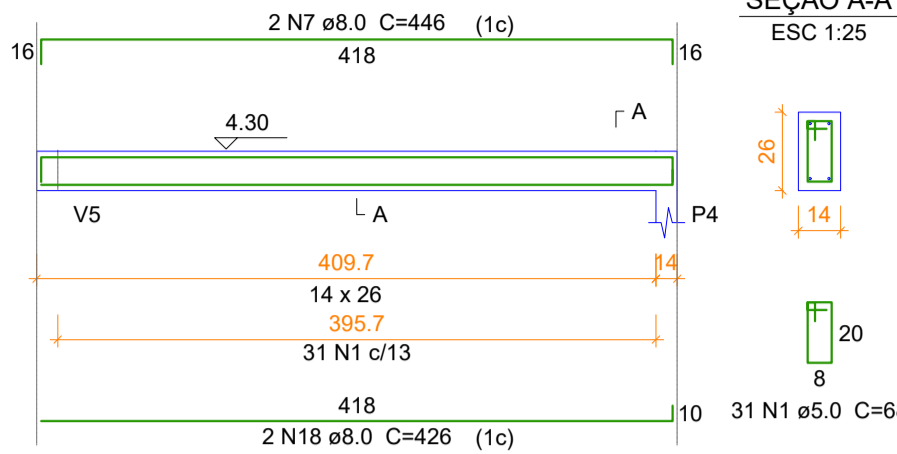 2 N7 ø8.0 C=446 (1c)
SEÇÃO A-A
ESC 1:25
16
418
16
A
4.30
26
V5
A
P4
14
409.7
14
14 x 26
395.7
31 N1 c/13
20
8
418
10
31 N1 ø5.0
2 N18 ø8.0 C=426 (1c)